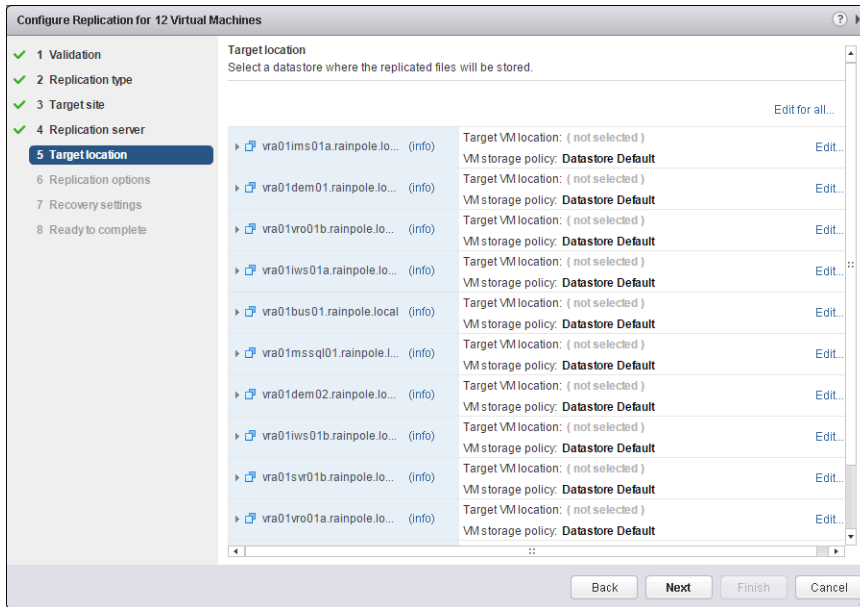 Configure Replication for 12 Virtual Machines
?
1 Validation
2 Replication type
3 Target site
4 Replication server
5 Target location
6 Replication options
7 Recovery settings
8 Ready to complete
Target location
Select a datastore where the replicated files will be stored.
Edit for all...
vra01ims01a.rainpole.lo... (info) Target VM location: ( not selected ) Edit...
VM storage policy: Datastore Default
vra01dem01.rainpole.lo... (info) Target VM location: ( not selected ) Edit...
VM storage policy: Datastore Default
vra01vro01b.rainpole.lo... (info) Target VM location: ( not selected ) Edit...
VM storage policy: Datastore Default
vra01iws01a.rainpole.lo... (info) Target VM location: ( not selected ) Edit...
VM storage policy: Datastore Default
vra01bus01.rainpole.local (info) Target VM location: ( not selected ) Edit...
VM storage policy: Datastore Default
vra01mssql01.rainpole.l... (info) Target VM location: ( not selected ) Edit...
VM storage policy: Datastore Default
vra01dem02.rainpole.lo... (info) Target VM location: ( not selected ) Edit...
VM storage policy: Datastore Default
vra01iws01b.rainpole.lo... (info) Target VM location: ( not selected ) Edit...
VM storage policy: Datastore Default
vra01svr01b.rainpole.lo... (info) Target VM location: ( not selected ) Edit...
VM storage policy: Datastore Default
vra01vro01a.rainpole.lo... (info) Target VM location: ( not selected ) Edit...
VM storage policy: Datastore Default
Back Next Finish Cancel